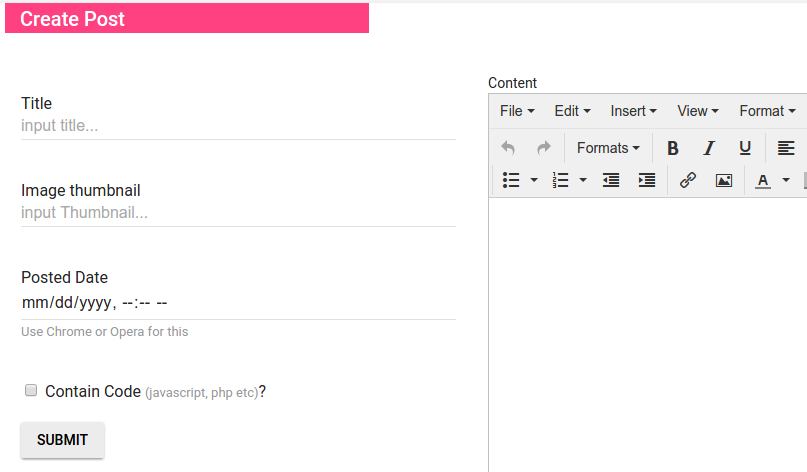 Create Post
Title
input title...
Image thumbnail
input Thumbnail...
Posted Date
mm/dd/yyyy, --:-- --
Use Chrome or Opera for this
Contain Code (javascript, php etc)?
SUBMIT
Content
File Edit Insert View Format
Formats B I U
A